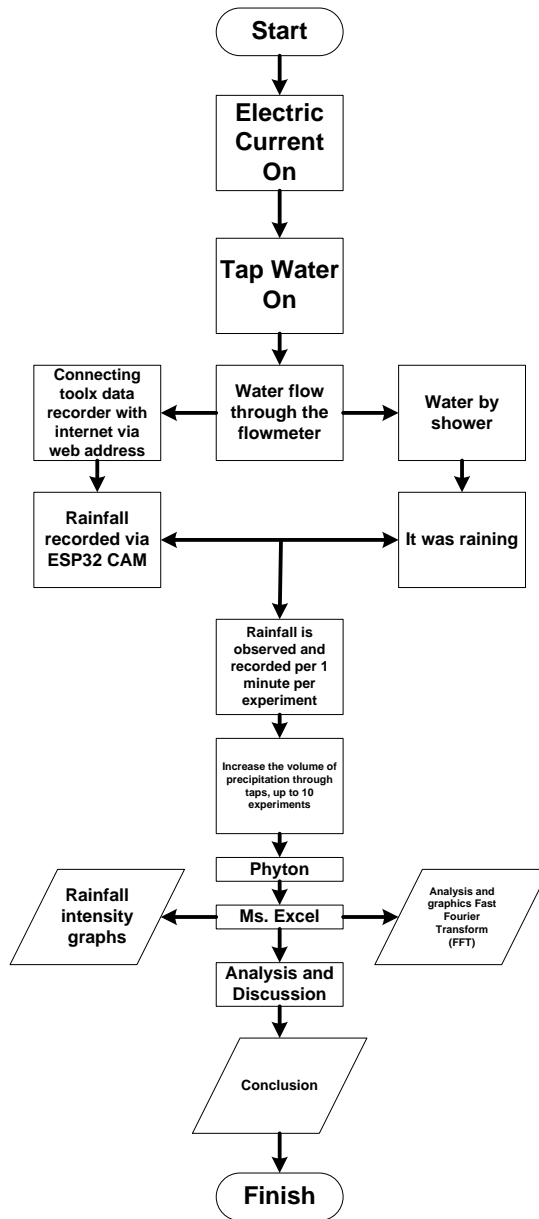 Start
Electric
Current
On
Tap Water
On
Connecting
toolx data
recorder with
internet via
web address
Water flow
through the
flowmeter
Water by
shower
Rainfall
recorded via
ESP32 CAM
It was raining
Rainfall is
observed and
recorded per 1
minute per
experiment
Increase the volume of
precipitation through
taps, up to 10
experiments
Phyton
Rainfall
intensity
graphs
Ms. Excel
Analysis and
graphics Fast
Fourier
Transform
(FFT)
Analysis and
Discussion
Conclusion
Finish